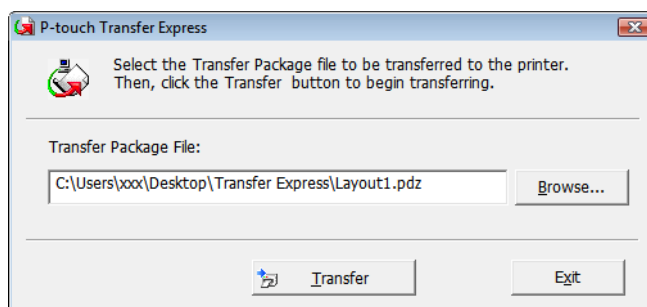 P-touch Transfer Express
Select the Transfer Package file to be transferred to the printer.
Then, click the Transfer button to begin transferring.
Transfer Package File:
C:\Users\xxx\Desktop\Transfer Express\Layout1.pdz
Browse...
Transfer
Exit